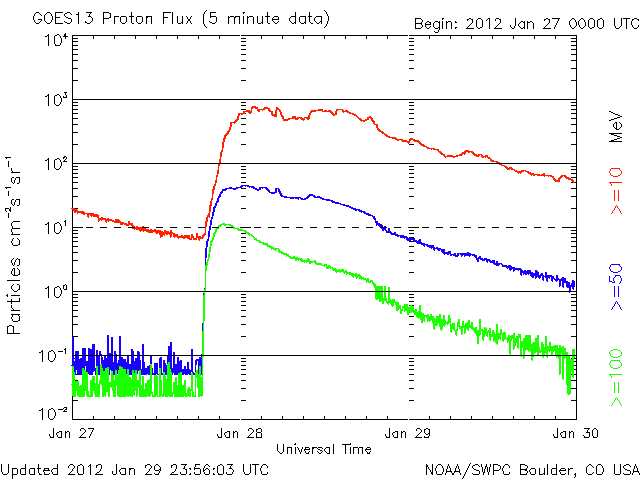 GOES13 Proton Flux (5 minute data)
Begin: 2012 Jan 27 0000 UTC
10⁴
10³
10²
10¹
10⁰
10⁻¹
10⁻²
Particles cm⁻²s⁻¹sr⁻¹
MeV
>=10
>=50
>=100
Jan 27
Jan 28
Jan 29
Jan 30
Universal Time
Updated 2012 Jan 29 23:56:03 UTC
NOAA/SWPC Boulder, CO USA